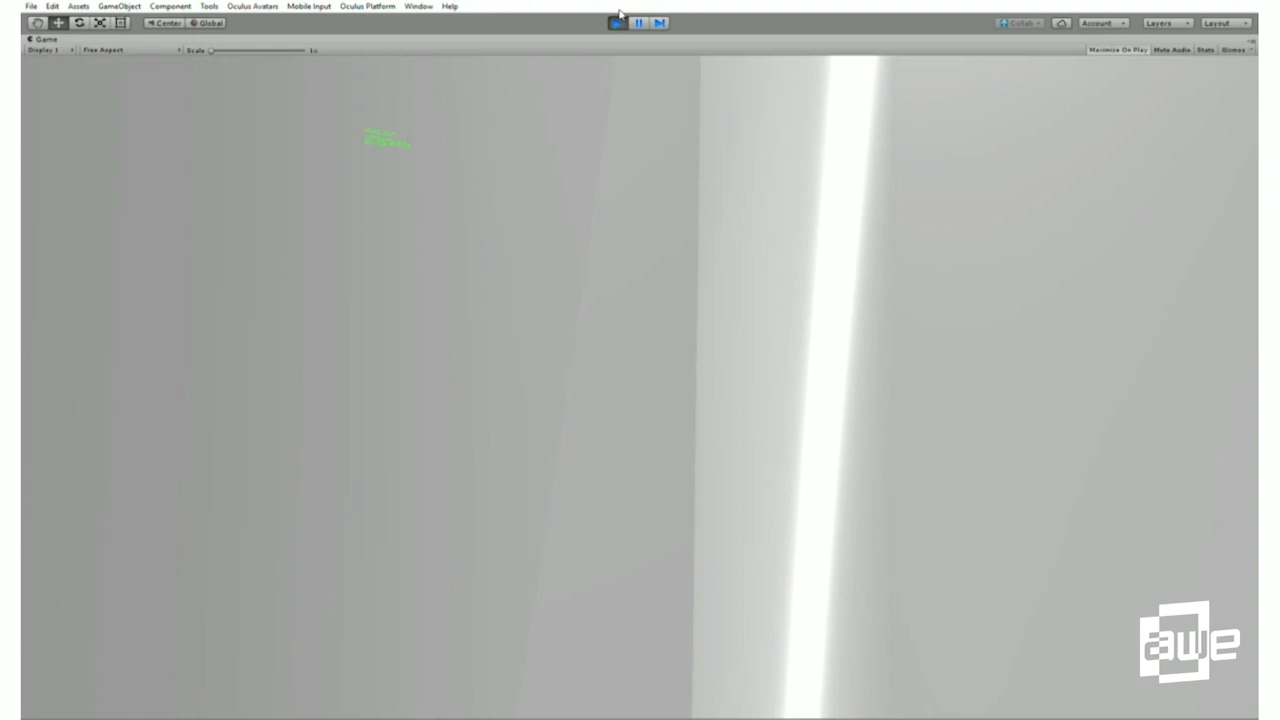 File Edit Assets GameObject Component Tools Oculus Avatars Mobile Input Oculus Platform Window Help
Center Global Collab Account Layers Layout
Game
Display 1 Free Aspect Scale 1x Maximize On Play Mute Audio Stats Gizmos
awe